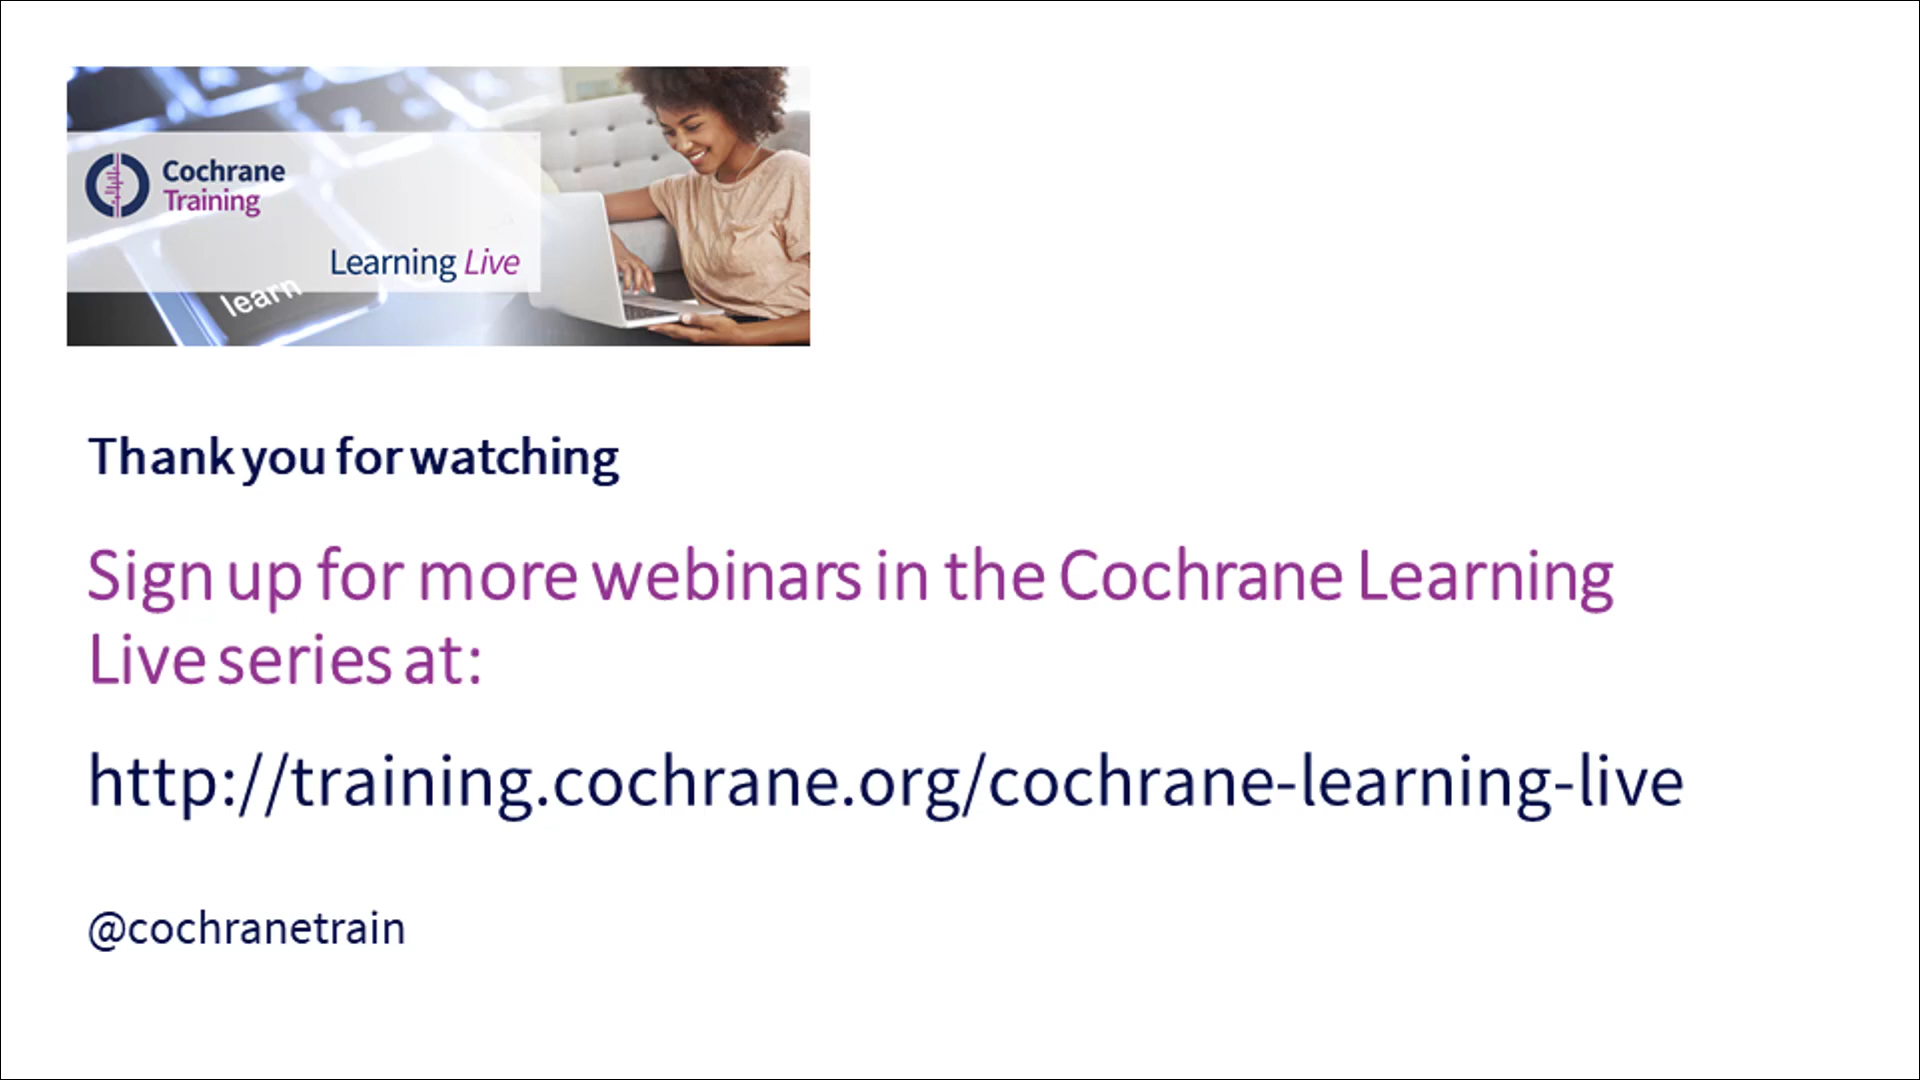 Cochrane
Training
Learning Live
learn
Thank you for watching
Sign up for more webinars in the Cochrane Learning
Live series at:
http://training.cochrane.org/cochrane-learning-live
@cochranetrain